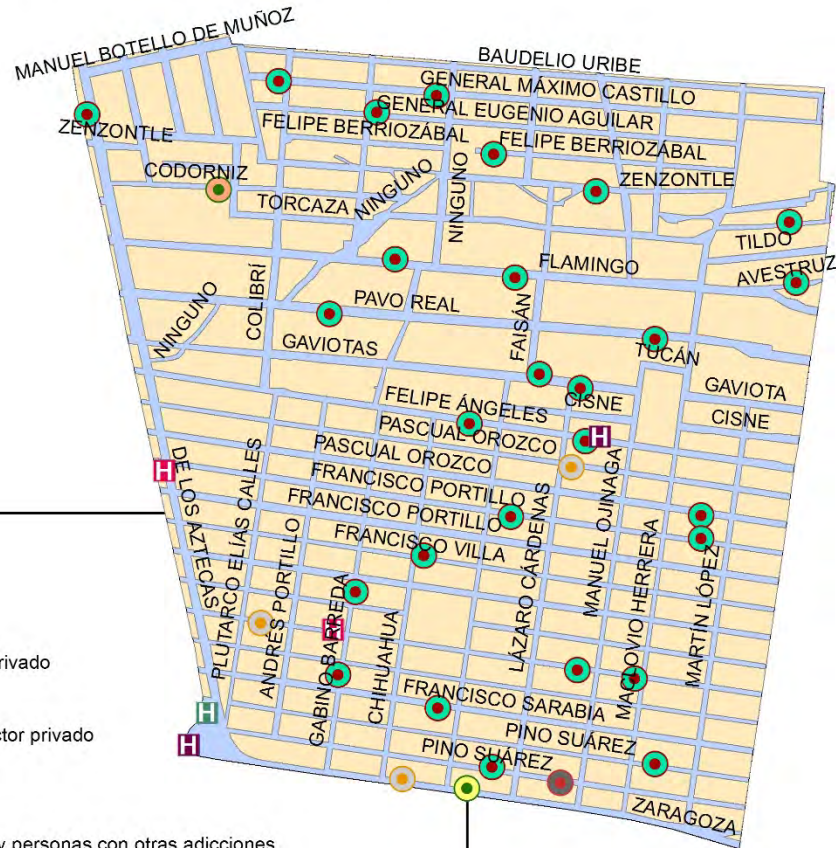 MANUEL BOTELLO DE MUÑOZ
BAUDELIO URIBE
GENERAL MÁXIMO CASTILLO
GENERAL EUGENIO AGUILAR
ZENZONTLE
FELIPE BERRIOZÁBAL
FELIPE BERRIOZÁBAL
CODORNIZ
NINGUNO
NINGUNO
ZENZONTLE
TORCAZA
TILDO
FLAMINGO
AVESTRUZ
COLIBRÍ
NINGUNO
PAVO REAL
FAISÁN
GAVIOTAS
TUCÁN
GAVIOTA
CISNE
CISNE
FELIPE ÁNGELES
PASCUAL OROZCO
H
PASCUAL OROZCO
H
DE LOS AZTECAS
FRANCISCO PORTILLO
FRANCISCO PORTILLO
FRANCISCO VILLA
PLUTARCO ELÍAS CALLES
ANDRÉS PORTILLO
GABINO BARREDA
H
CHIHUAHUA
LÁZARO CÁRDENAS
MANUEL OJINAGA
MACLOVIO HERRERA
MARTÍN LÓPEZ
rivado
FRANCISCO SARABIA
H
ctor privado
H
PINO SUÁREZ
PINO SUÁREZ
ZARAGOZA
y personas con otras adicciones